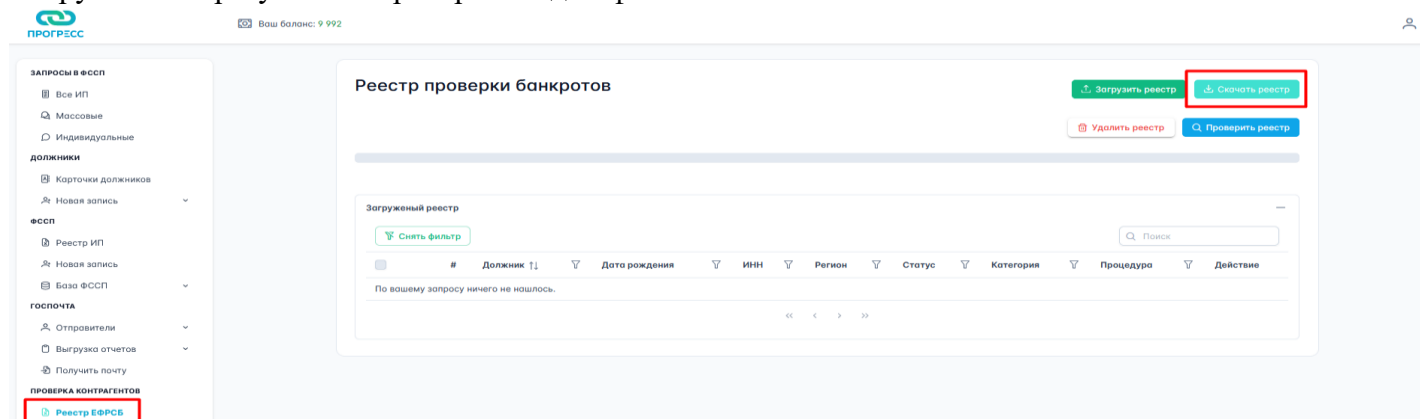 ПРОГРΞСС
Ваш баланс: 9 992
ЗАПРОСЫ В ФССП
Все ИП
Массовые
Индивидуальные
ДОЛЖНИКИ
Карточки должников
Новая запись
ФССП
Реестр ИП
Новая запись
База ФССП
ГОСПОЧТА
Отправители
Выгрузка отчетов
Получить почту
ПРОВЕРКА КОНТРАГЕНТОВ
Реестр ЕФРСБ
Реестр проверки банкротов
Загрузить реестр
Скачать реестр
Удалить реестр
Проверить реестр
Загруженый реестр
Снять фильтр
Поиск
# Должник Дата рождения ИНН Регион Статус Категория Процедура Действие
По вашему запросу ничего не нашлось.